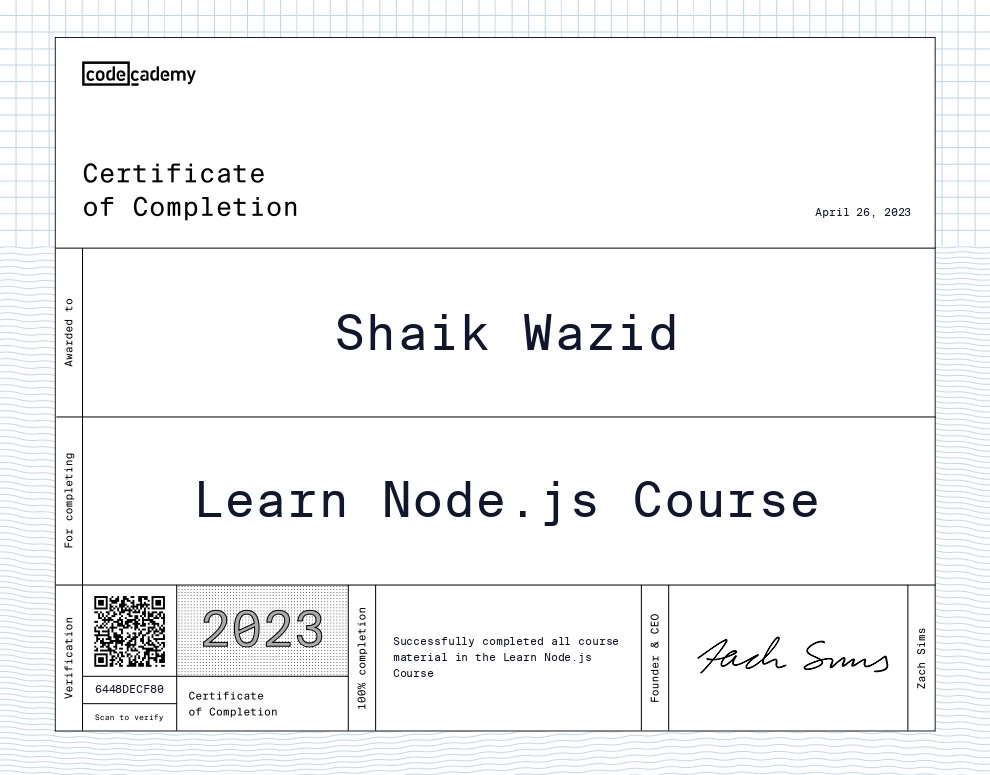 codecademy
Certificate
of Completion
April 26, 2023
Awarded to
Shaik Wazid
For completing
Learn Node.js Course
Verification
6448DECF80
Scan to verify
2023
Certificate
of Completion
100% completion
Successfully completed all course
material in the Learn Node.js
Course
Founder & CEO
Zach Sims
Zach Sims